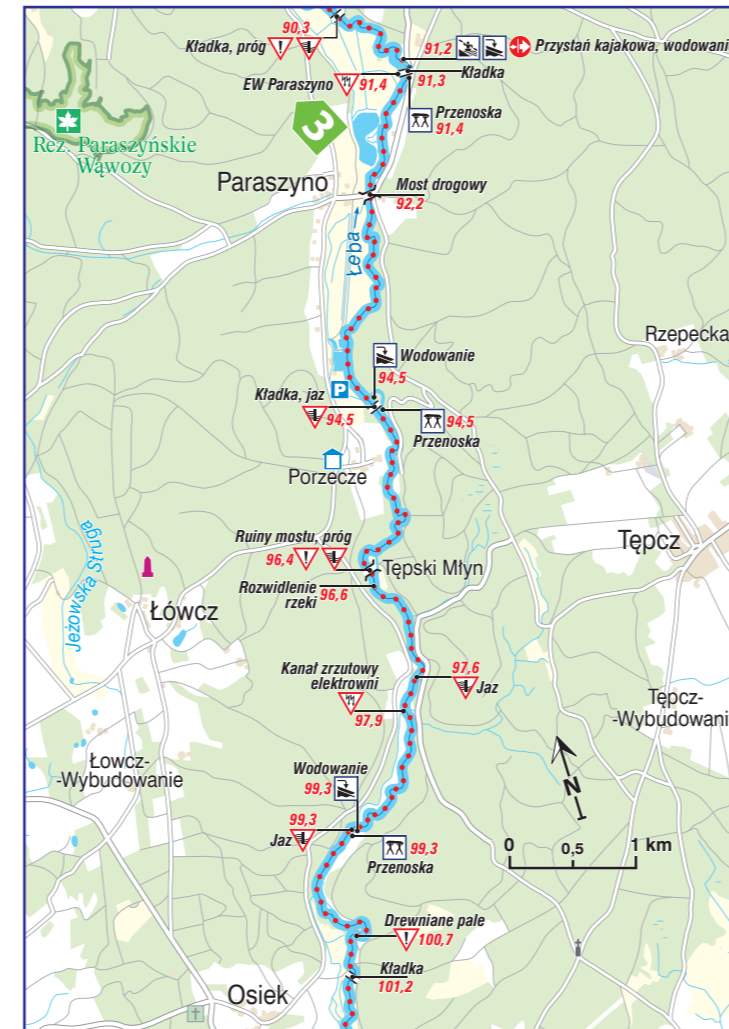 90,3
Kładka, próg
91,2
Przystań kajakowa, wodowani
Kładka
91,3
EW Paraszyno
91,4
Przenoska
91,4
3
Rez. Paraszyńskie
Wąwozy
Paraszyno
Most drogowy
92,2
Łeba
Rzepecka
Wodowanie
94,5
P
Kładka, jaz
94,5
94,5
Przenoska
Porzecze
Jeżowska Struga
Ruiny mostu, próg
96,4
Tępski Młyn
Tępcz
Rozwidlenie
rzeki
96,6
Łówcz
97,6
Jaz
Kanał zrzutowy
elektrowni
97,9
Tępcz-
-Wybudowani
Łowcz-
-Wybudowanie
N
Wodowanie
99,3
99,3
Jaz
99,3
Przenoska
0
0,5
1 km
Drewniane pale
100,7
Kładka
101,2
Osiek